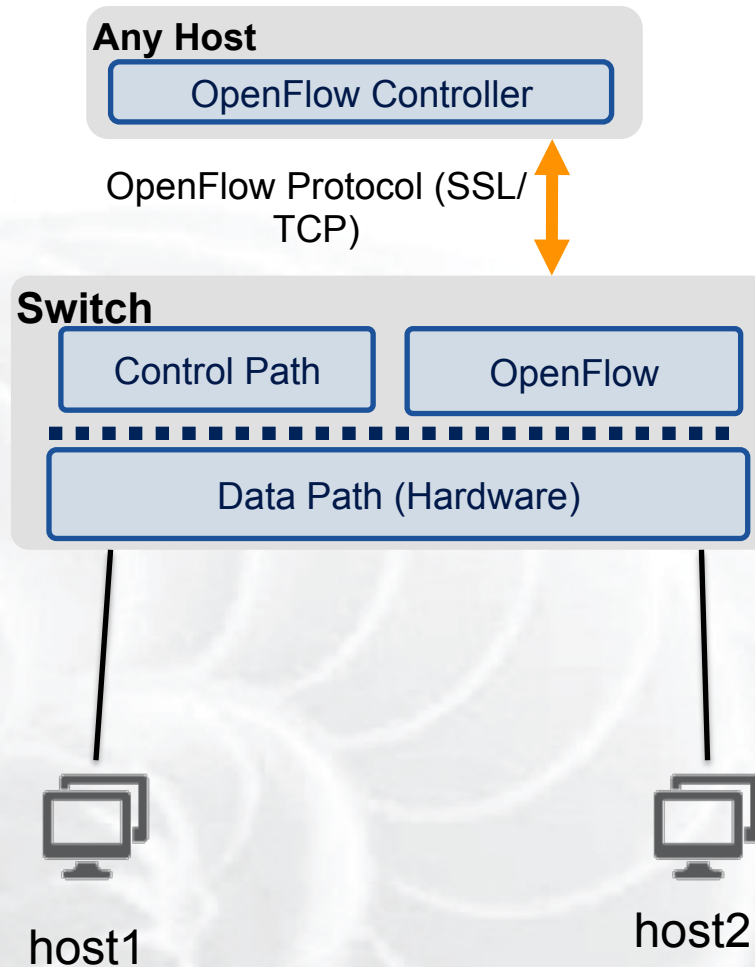 Any Host
OpenFlow Controller
OpenFlow Protocol (SSL/
TCP)
Switch
Control Path
OpenFlow
Data Path (Hardware)
host1
host2